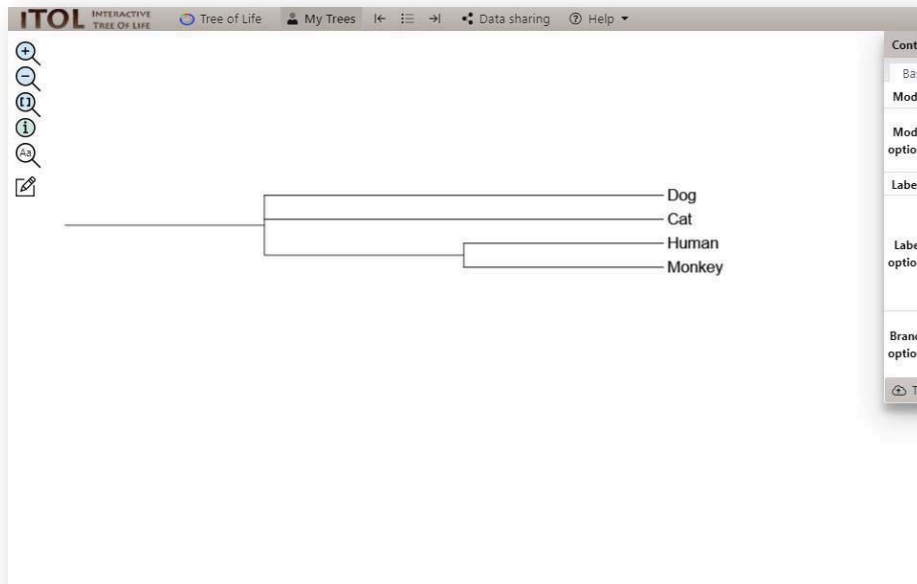 iTOL INTERACTIVE TREE OF LIFE Tree of Life My Trees Data sharing Help
Cont
Ba
Mod
Mod
optio
Labe
Labe
optio
Branc
optio
T
Aa
Dog
Cat
Human
Monkey